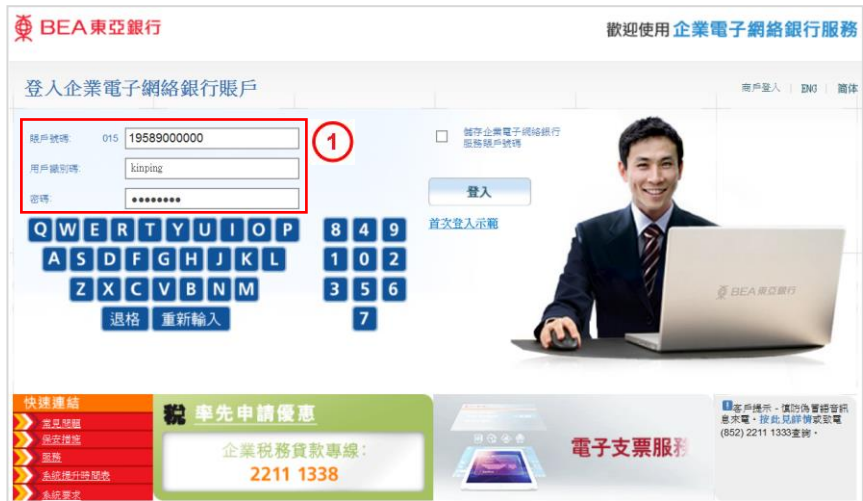 BEA東亞銀行
歡迎使用企業電子網絡銀行服務
登入企業電子網絡銀行賬戶
商戶登入 | ENG | 簡体
賬戶號碼: 015 19589000000
1
儲存企業電子網絡銀行
服務賬戶號碼
用戶識別碼: kinping
密碼: ●●●●●●●●
登入
首次登入示範
Q W E R T Y U I O P 8 4 9
A S D F G H J K L 1 0 2
Z X C V B N M 3 5 6
退格 重新輸入 7
BEA東亞銀行
快速連結
常見問題
保安措施
服務
系統提升時間表
系統要求
稅 率先申請優惠
企業稅務貸款專線:
2211 1338
電子支票服務
客戶提示 - 慎防偽冒語音訊
息來電。按此見詳情或致電
(852) 2211 1333查詢。